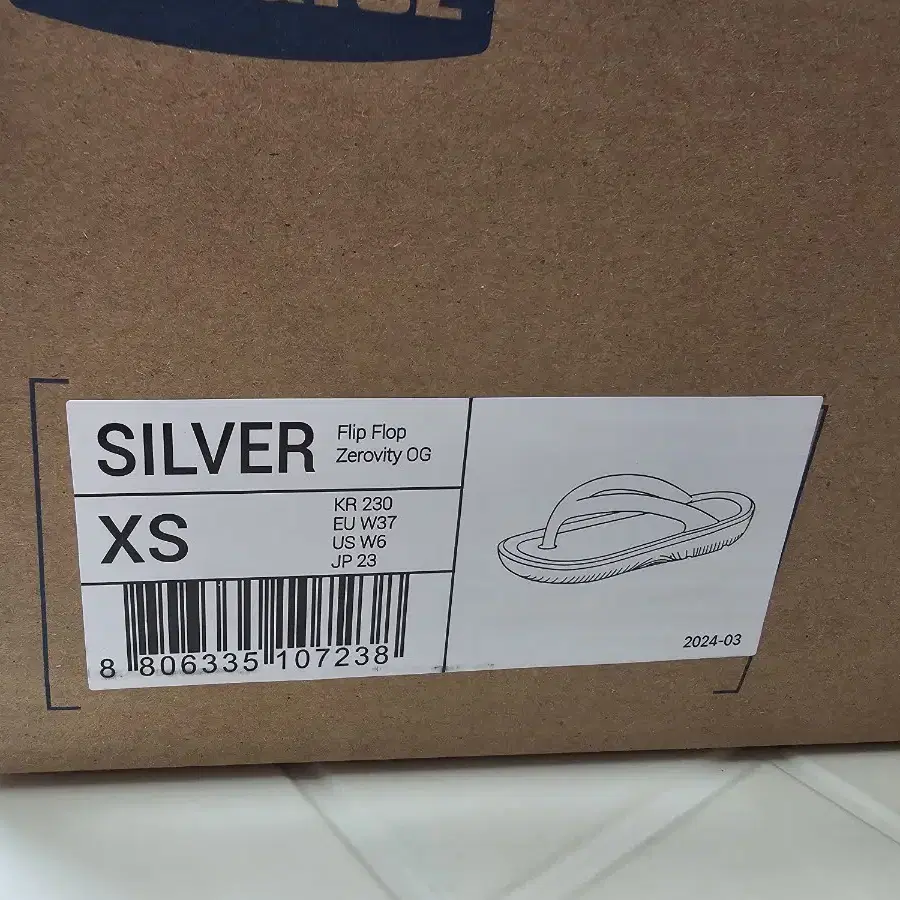 SILVER
Flip Flop
Zerovity OG
XS
KR 230
EU W37
US W6
JP 23
8 806335 107238
2024-03